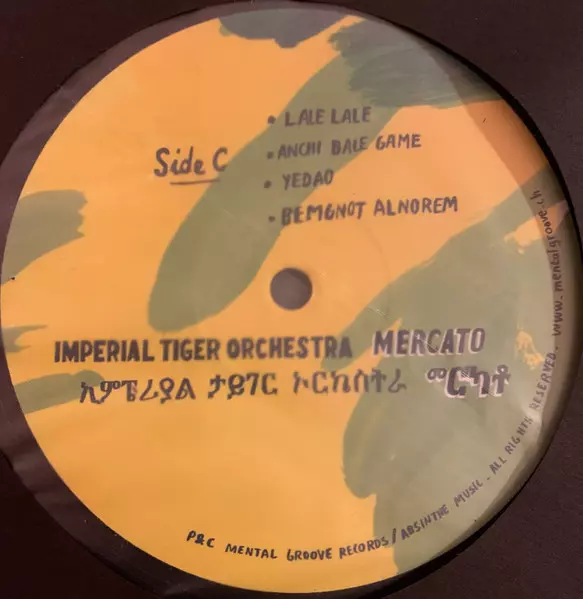 Side C
• LALE LALE
• ANCHI BALE GAME
• YEDAO
• BEMGNOT ALNOREM
IMPERIAL TIGER ORCHESTRA MERCATO
ኢምፔሪያል ታይገር ኦርኬስትራ መርካቶ
P&C MENTAL GROOVE RECORDS / ABSINTHE MUSIC - ALL RIGHTS RESERVED. www.mentalgroove.ch